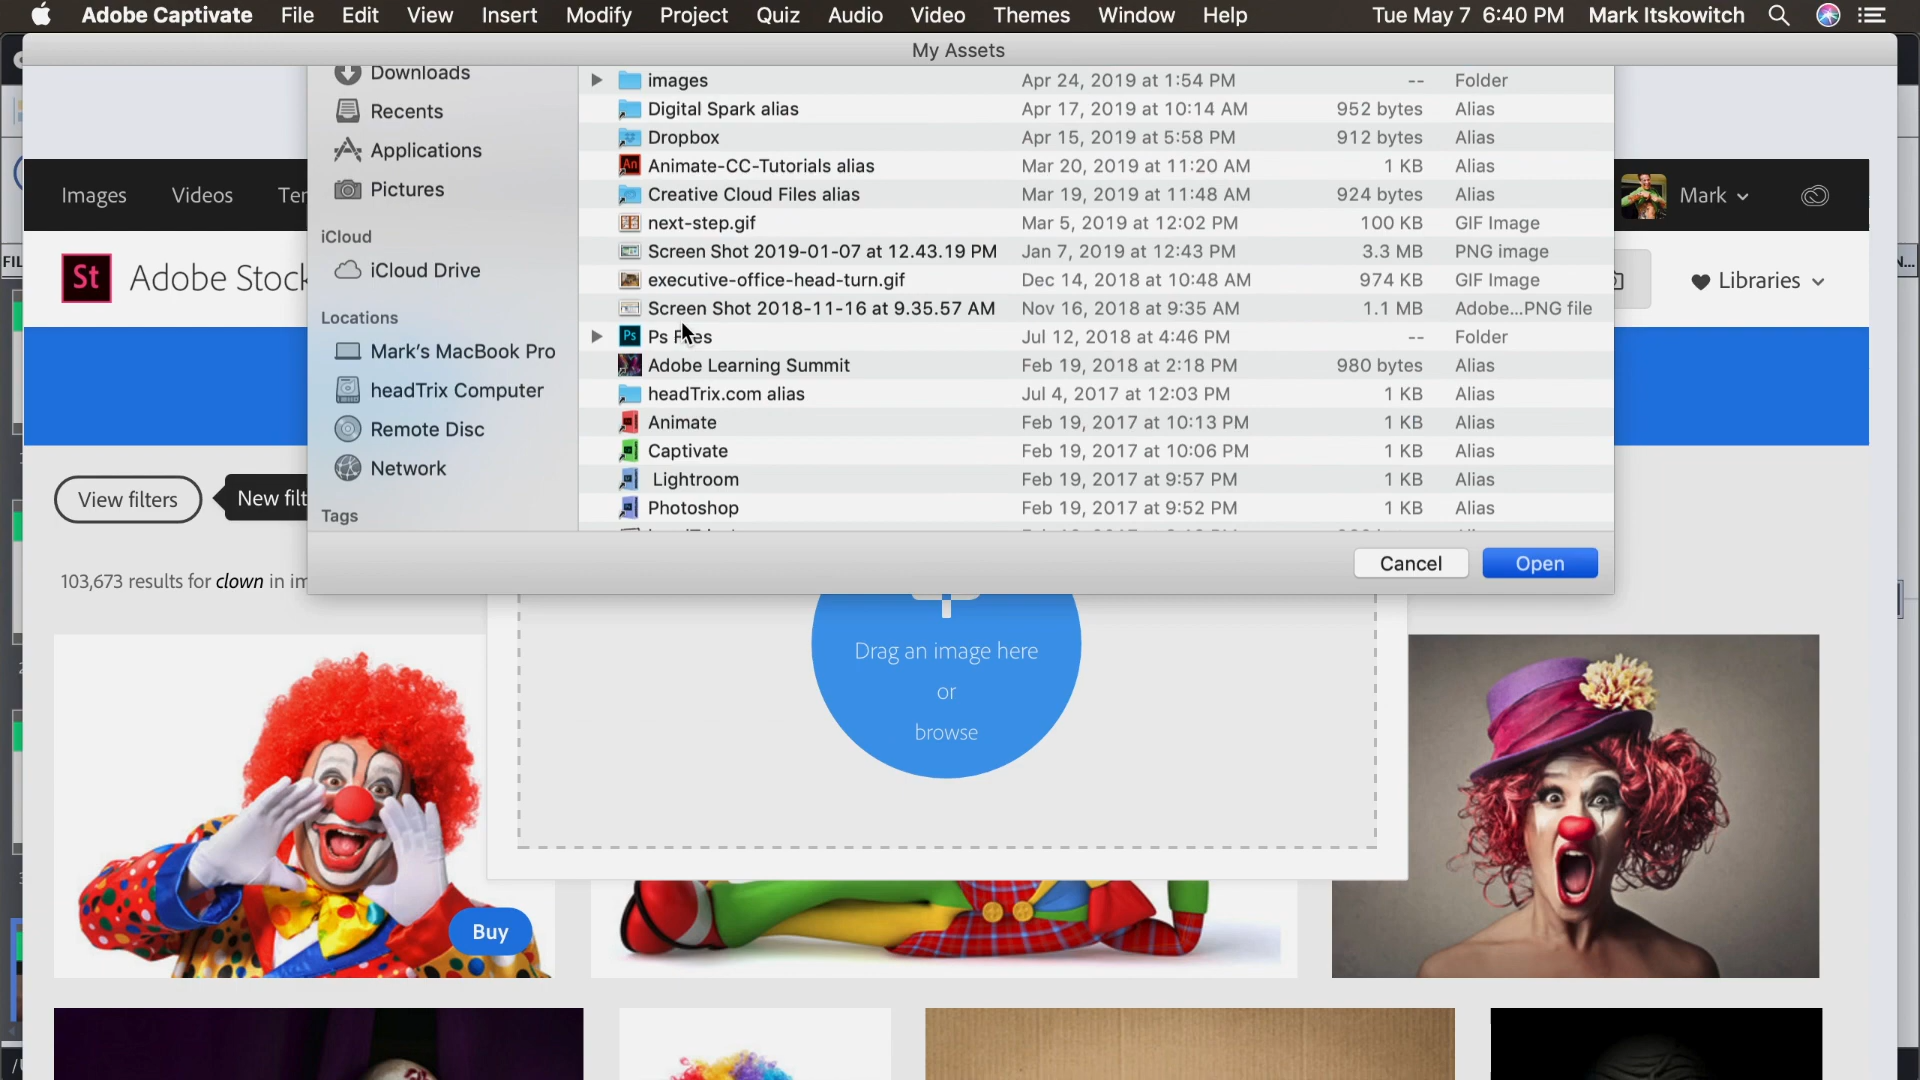 Adobe Captivate File Edit View Insert Modify Project Quiz Audio Video Themes Window Help Tue May 7 6:40 PM Mark Itskowitch
My Assets
Downloads
Recents
Applications
Pictures
iCloud
iCloud Drive
Locations
Mark's MacBook Pro
headTrix Computer
Remote Disc
Network
Tags
images Apr 24, 2019 at 1:54 PM -- Folder
Digital Spark alias Apr 17, 2019 at 10:14 AM 952 bytes Alias
Dropbox Apr 15, 2019 at 5:58 PM 912 bytes Alias
An Animate-CC-Tutorials alias Mar 20, 2019 at 11:20 AM 1 KB Alias
Creative Cloud Files alias Mar 19, 2019 at 11:48 AM 924 bytes Alias
next-step.gif Mar 5, 2019 at 12:02 PM 100 KB GIF Image
Screen Shot 2019-01-07 at 12.43.19 PM Jan 7, 2019 at 12:43 PM 3.3 MB PNG image
executive-office-head-turn.gif Dec 14, 2018 at 10:48 AM 974 KB GIF Image
Screen Shot 2018-11-16 at 9.35.57 AM Nov 16, 2018 at 9:35 AM 1.1 MB Adobe...PNG file
Ps Ps Files Jul 12, 2018 at 4:46 PM -- Folder
Adobe Learning Summit Feb 19, 2018 at 2:18 PM 980 bytes Alias
headTrix.com alias Jul 4, 2017 at 12:03 PM 1 KB Alias
Animate Feb 19, 2017 at 10:13 PM 1 KB Alias
Captivate Feb 19, 2017 at 10:06 PM 1 KB Alias
Lightroom Feb 19, 2017 at 9:57 PM 1 KB Alias
Photoshop Feb 19, 2017 at 9:52 PM 1 KB Alias
Cancel Open
Images Videos Ter
Mark
St Adobe Stock
Libraries
FIL
N...
View filters New filt
103,673 results for clown in im
Drag an image here
or
browse
Buy